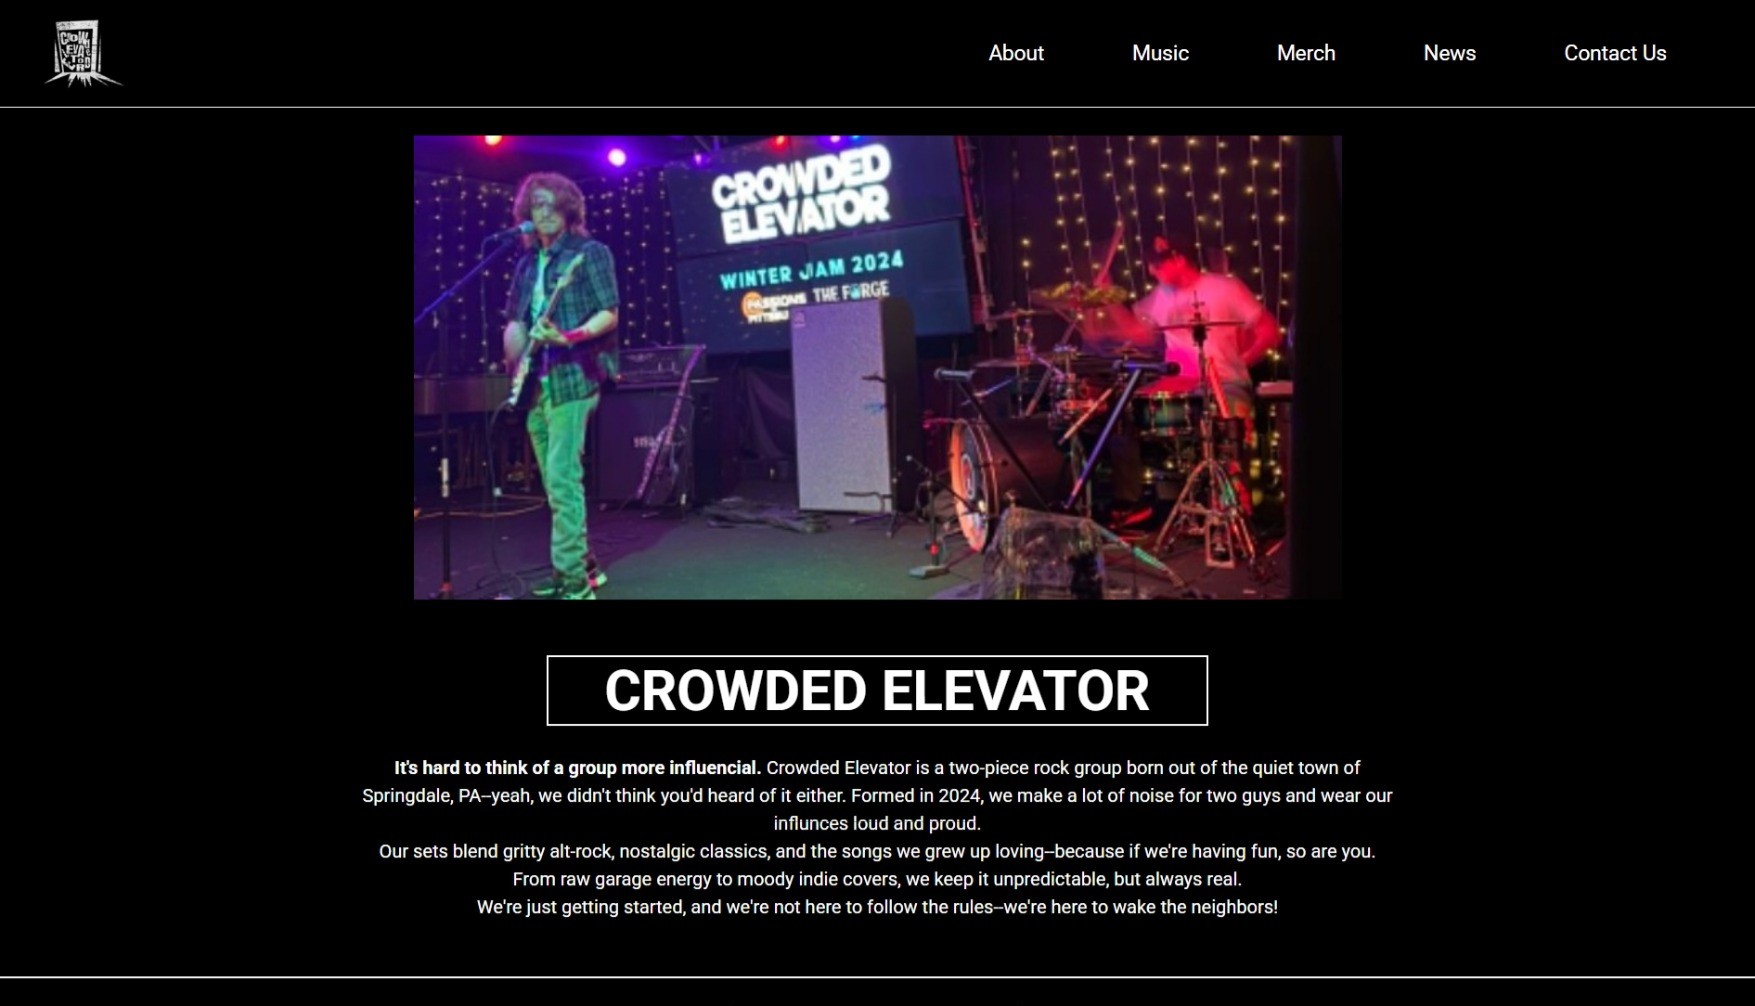 CROWDED ELEVATOR
About Music Merch News Contact Us
CROWDED
ELEVATOR
WINTER JAM 2024
PASSIONS THE FORGE
CROWDED ELEVATOR
It's hard to think of a group more influencial. Crowded Elevator is a two-piece rock group born out of the quiet town of
Springdale, PA--yeah, we didn't think you'd heard of it either. Formed in 2024, we make a lot of noise for two guys and wear our
influnces loud and proud.
Our sets blend gritty alt-rock, nostalgic classics, and the songs we grew up loving--because if we're having fun, so are you.
From raw garage energy to moody indie covers, we keep it unpredictable, but always real.
We're just getting started, and we're not here to follow the rules--we're here to wake the neighbors!